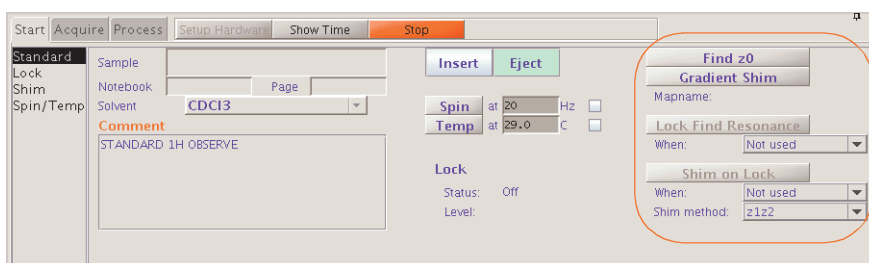 Start Acquire Process Setup Hardware Show Time Stop
Standard
Lock
Shim
Spin/Temp
Sample
Notebook Page
Solvent CDCl3
Comment
STANDARD 1H OBSERVE
Insert Eject
Spin at 20 Hz
Temp at 29.0 C
Lock
Status: Off
Level:
Find z0
Gradient Shim
Mapname:
Lock Find Resonance
When: Not used
Shim on Lock
When: Not used
Shim method: z1z2